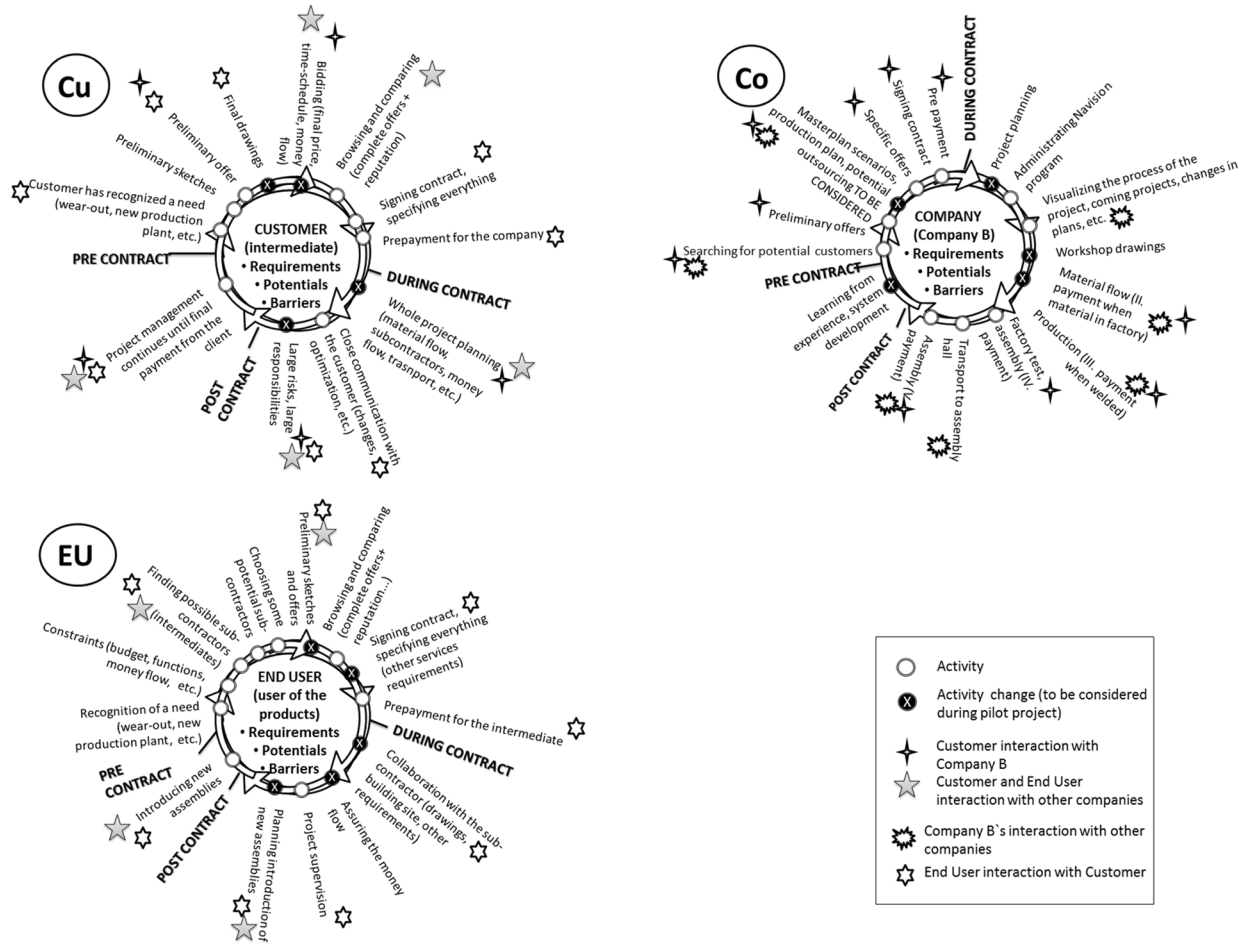 Cu
Bidding (final price,
time-schedule, money
flow)
Browsing and comparing
(complete offers+
reputation)
Final drawings
Preliminary offer
Preliminary sketches
Customer has recognized a need
(wear-out, new production
plant, etc.)
Signing contract,
specifying everything
Prepayment for the company
PRE CONTRACT
CUSTOMER
(intermediate)
• Requirements
• Potentials
• Barriers
DURING CONTRACT
Whole project planning
(material flow,
subcontractors, money
flow, trasnport, etc.)
Close communication with
the customer (changes,
optimization, etc.)
Large risks, large
responsibilities
POST
CONTRACT
Project management
continues until final
payment from the
client
Co
DURING CONTRACT
Pre payment
Signing contract
Specific offers
Masterplan scenarios,
production plan, potential
outsourcing TO BE
CONSIDERED
Preliminary offers
Searching for potential customers
PRE CONTRACT
Project planning
Administrating Navision
program
Visualizing the process of the
project, coming projects, changes in
plans, etc.
Workshop drawings
COMPANY
(Company B)
• Requirements
• Potentials
• Barriers
Material flow (II.
payment when
material in factory)
Production (III. payment
when welded)
Factory test,
assembly (IV.
payment)
Transport to assembly
hall
Assembly (V.
payment)
POST CONTRACT
Learning from
experience, system
development
EU
Preliminary sketches
and offers
Browsing and comparing
(complete offers+
reputation...)
Choosing some
potential sub-
contractors
Finding possible sub-
contractors
(intermediates)
Constraints (budget, functions,
money flow, etc.)
Recognition of a need
(wear-out, new
production plant, etc.)
PRE
CONTRACT
Signing contract,
specifying everything
(other services
requirements)
Prepayment for the intermediate
END USER
(user of the
products)
• Requirements
• Potentials
• Barriers
DURING CONTRACT
Collaboration with the sub-
contractor (drawings,
building site, other
requirements)
Assuring the money
flow
Project supervision
Planning introduction of
new assemblies
POST CONTRACT
Introducing new
assemblies
Activity
X
Activity change (to be considered
during pilot project)
Customer interaction with
Company B
Customer and End User
interaction with other companies
Company B`s interaction with other
companies
End User interaction with Customer